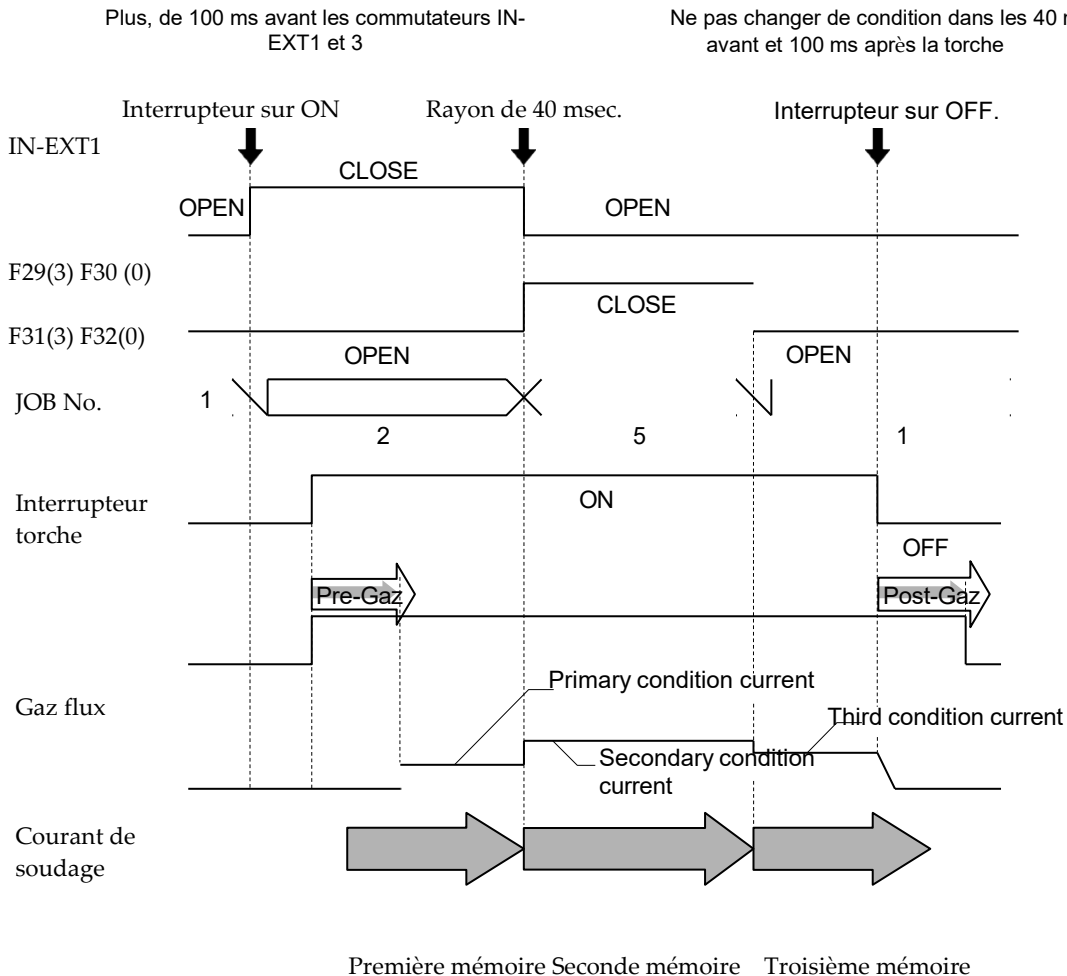 Plus, de 100 ms avant les commutateurs IN-
EXT1 et 3
Ne pas changer de condition dans les 40
avant et 100 ms après la torche
Interrupteur sur ON
Rayon de 40 msec.
Interrupteur sur OFF.
IN-EXT1
CLOSE
OPEN
OPEN
F29(3) F30 (0)
CLOSE
F31(3) F32(0)
OPEN
OPEN
JOB No.
1
2
5
1
Interrupteur
torche
ON
OFF
Pre-Gaz
Post-Gaz
Primary condition current
Gaz flux
Third condition current
Secondary condition
current
Courant de
soudage
Première mémoire
Seconde mémoire
Troisième mémoire